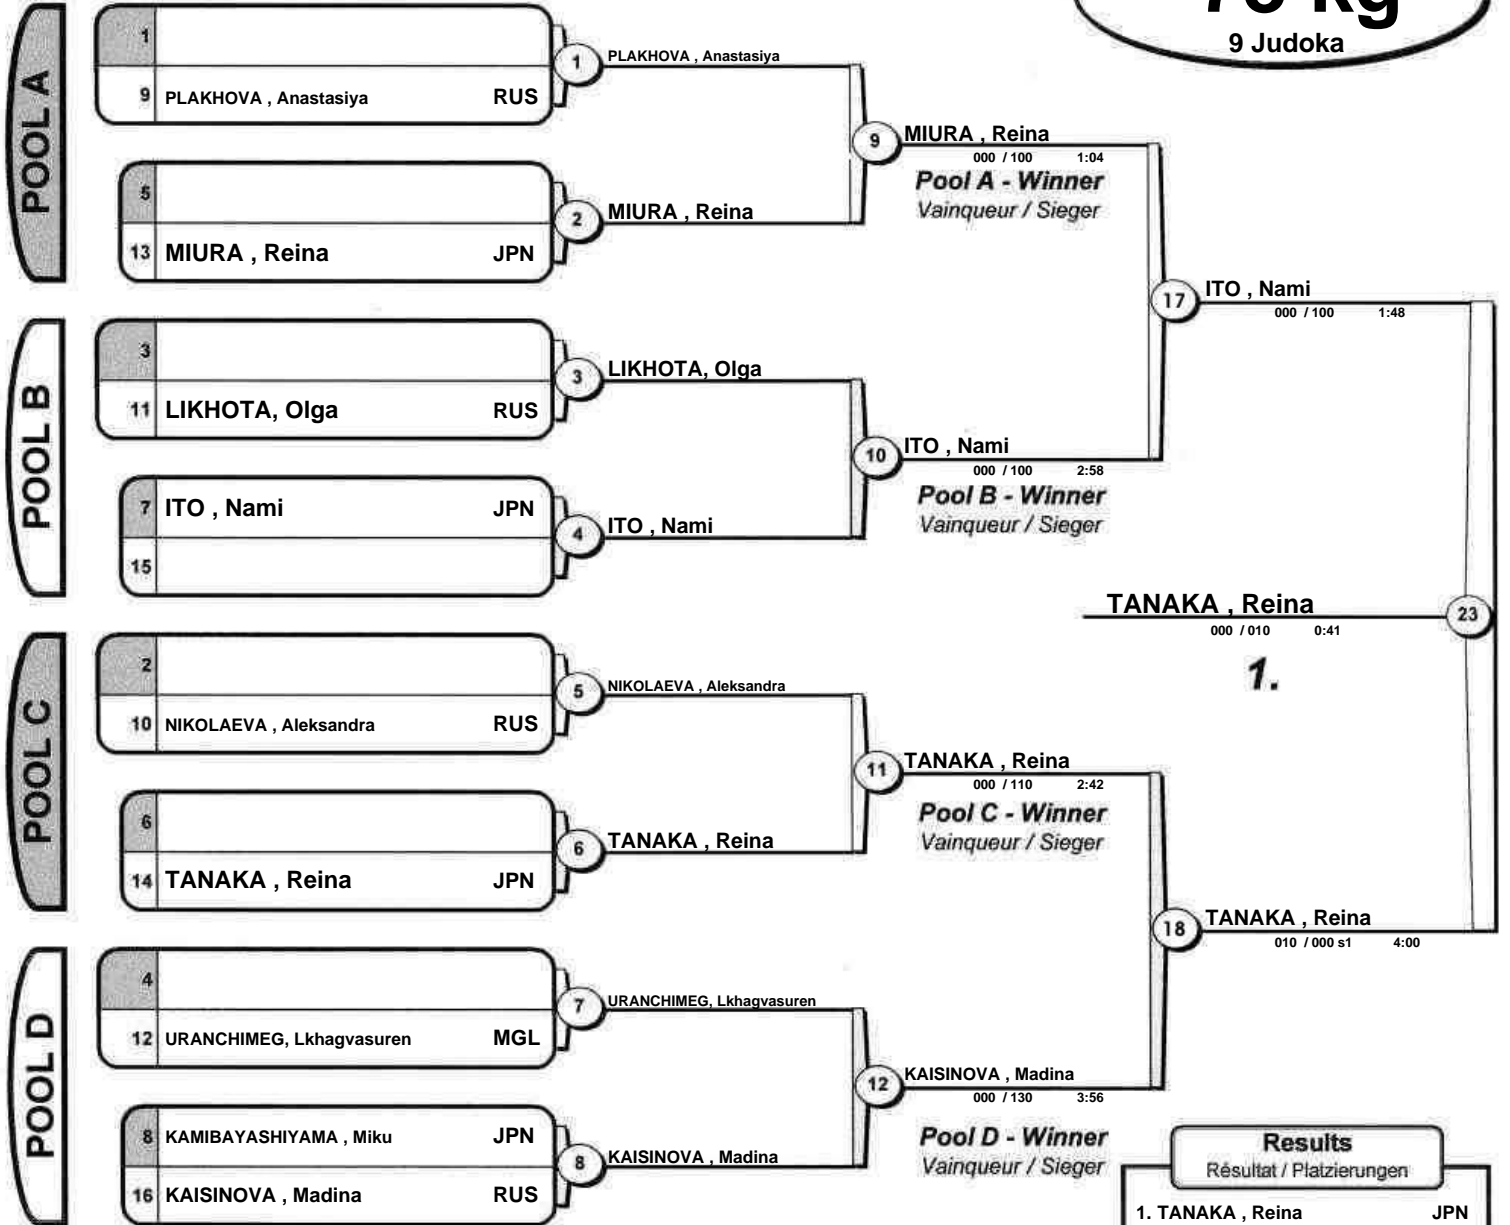 9 Judoka
POOL A
1
9 PLAKHOVA , Anastasiya RUS
1 PLAKHOVA , Anastasiya
5
13 MIURA , Reina JPN
2 MIURA , Reina
9 MIURA , Reina
000 / 100 1:04
Pool A - Winner
Vainqueur / Sieger
POOL B
3
11 LIKHOTA, Olga RUS
3 LIKHOTA, Olga
7 ITO , Nami JPN
15
4 ITO , Nami
10 ITO , Nami
000 / 100 2:58
Pool B - Winner
Vainqueur / Sieger
17 ITO , Nami
000 / 100 1:48
TANAKA , Reina 23
000 / 010 0:41
1.
POOL C
2
10 NIKOLAEVA , Aleksandra RUS
5 NIKOLAEVA , Aleksandra
6
14 TANAKA , Reina JPN
6 TANAKA , Reina
11 TANAKA , Reina
000 / 110 2:42
Pool C - Winner
Vainqueur / Sieger
18 TANAKA , Reina
010 / 000 s1 4:00
POOL D
4
12 URANCHIMEG, Lkhagvasuren MGL
7 URANCHIMEG, Lkhagvasuren
8 KAMIBAYASHIYAMA , Miku JPN
16 KAISINOVA , Madina RUS
8 KAISINOVA , Madina
12 KAISINOVA , Madina
000 / 130 3:56
Pool D - Winner
Vainqueur / Sieger
Results
Résultat / Platzierungen
1. TANAKA , Reina JPN